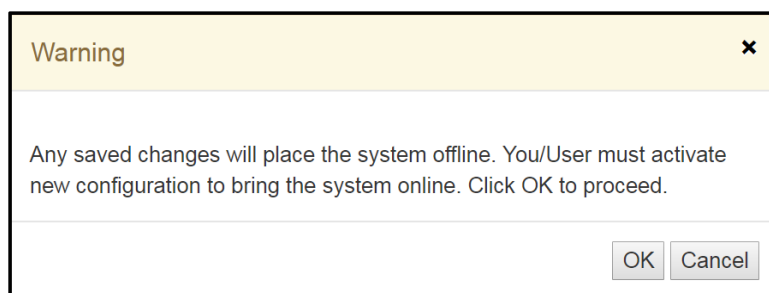 Warning
×
Any saved changes will place the system offline. You/User must activate
new configuration to bring the system online. Click OK to proceed.
OK Cancel